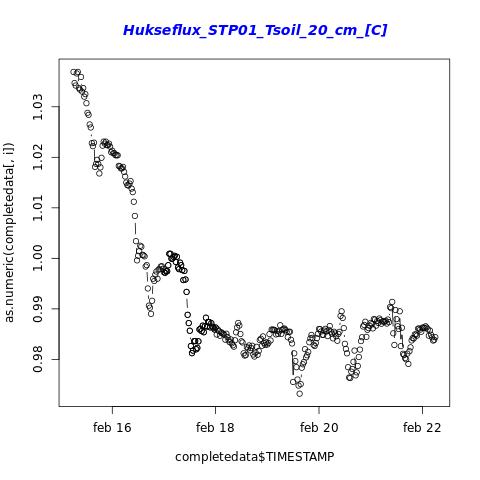 Hukseflux_STP01_Tsoil_20_cm_[C]
as.numeric(completedata[, i])
1.03
1.02
1.01
1.00
0.99
0.98
feb 16 feb 18 feb 20 feb 22
completedata$TIMESTAMP